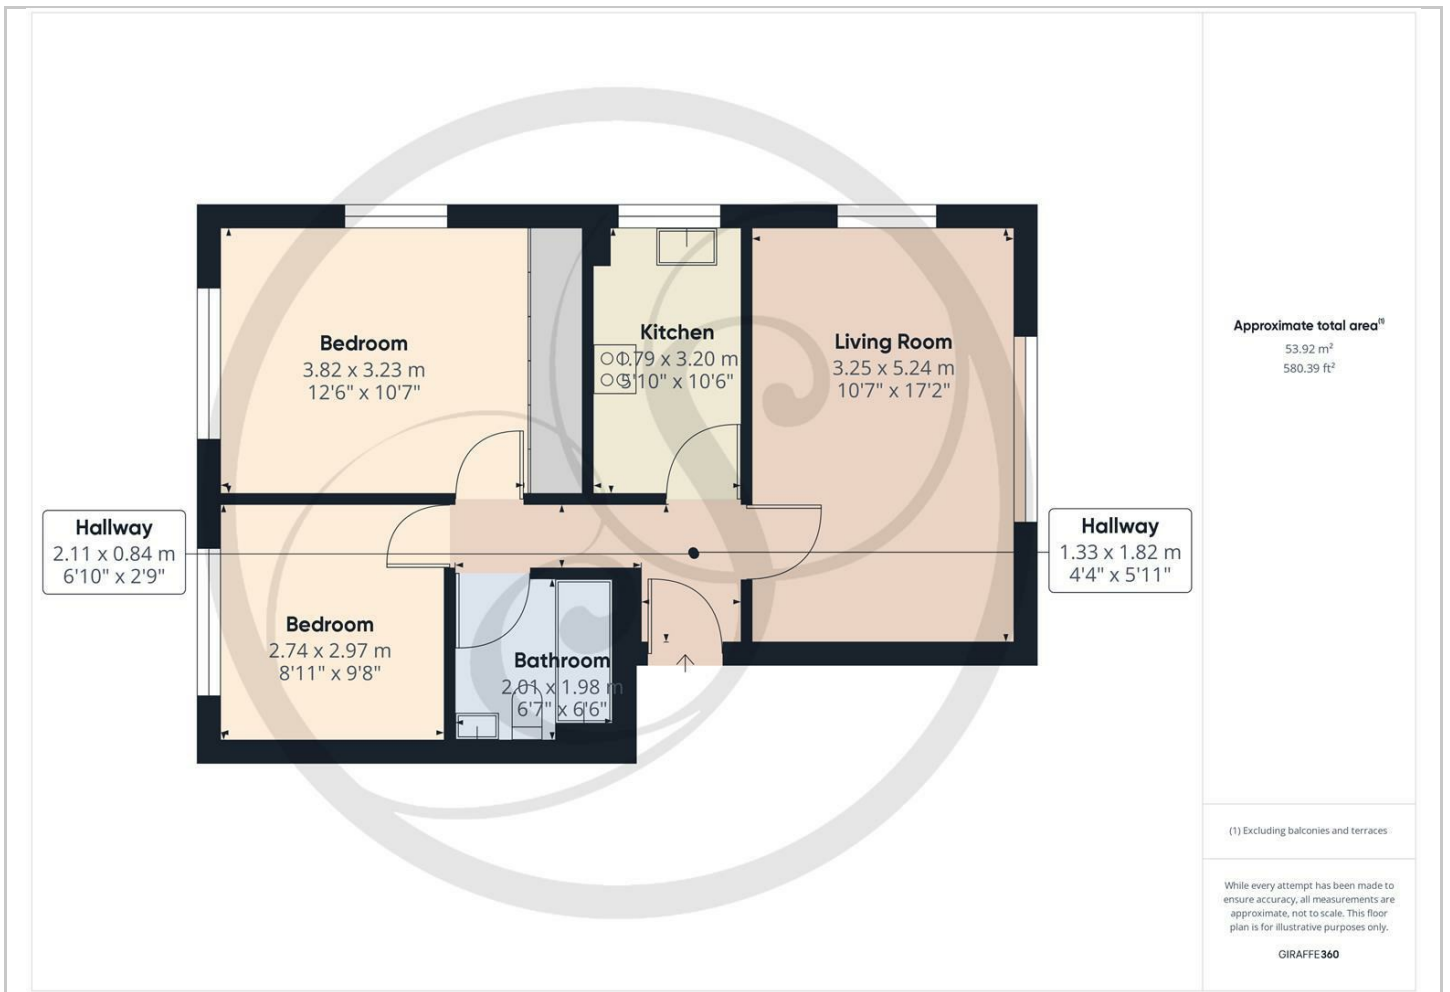 Bedroom
3.82 x 3.23 m
12'6" x 10'7"
Kitchen
1.79 x 3.20 m
5'10" x 10'6"
Living Room
3.25 x 5.24 m
10'7" x 17'2"
Hallway
2.11 x 0.84 m
6'10" x 2'9"
Hallway
1.33 x 1.82 m
4'4" x 5'11"
Bedroom
2.74 x 2.97 m
8'11" x 9'8"
Bathroom
2.01 x 1.98 m
6'7" x 6'6"
Approximate total area(1)
53.92 m²
580.39 ft²
(1) Excluding balconies and terraces
While every attempt has been made to
ensure accuracy, all measurements are
approximate, not to scale. This floor
plan is for illustrative purposes only.
GIRAFFE360